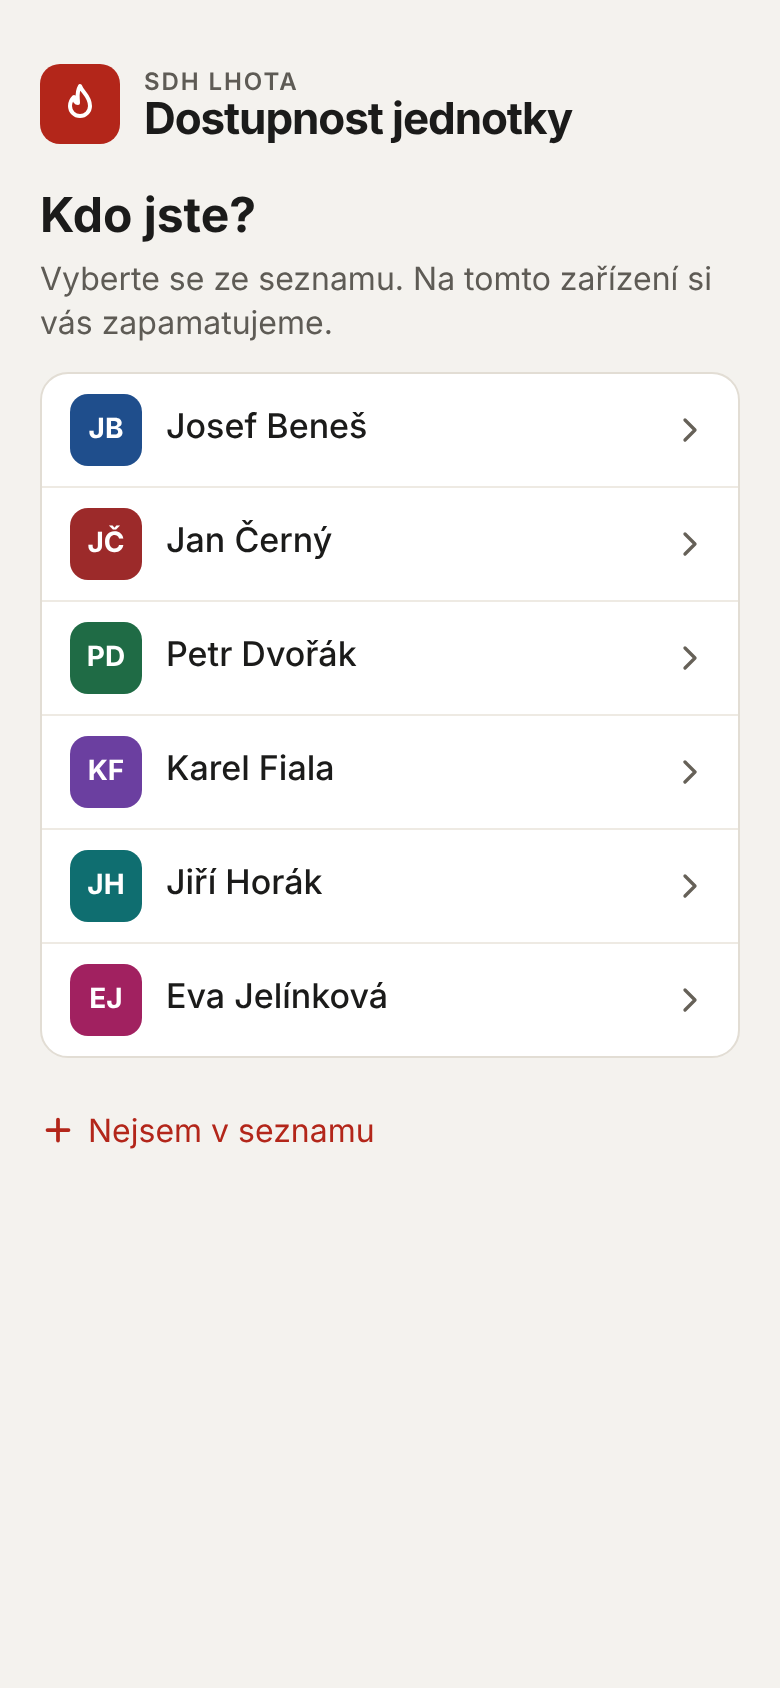 SDH LHOTA
Dostupnost jednotky
Kdo jste?
Vyberte se ze seznamu. Na tomto zařízení si
vás zapamatujeme.
JB Josef Beneš
JČ Jan Černý
PD Petr Dvořák
KF Karel Fiala
JH Jiří Horák
EJ Eva Jelínková
+ Nejsem v seznamu